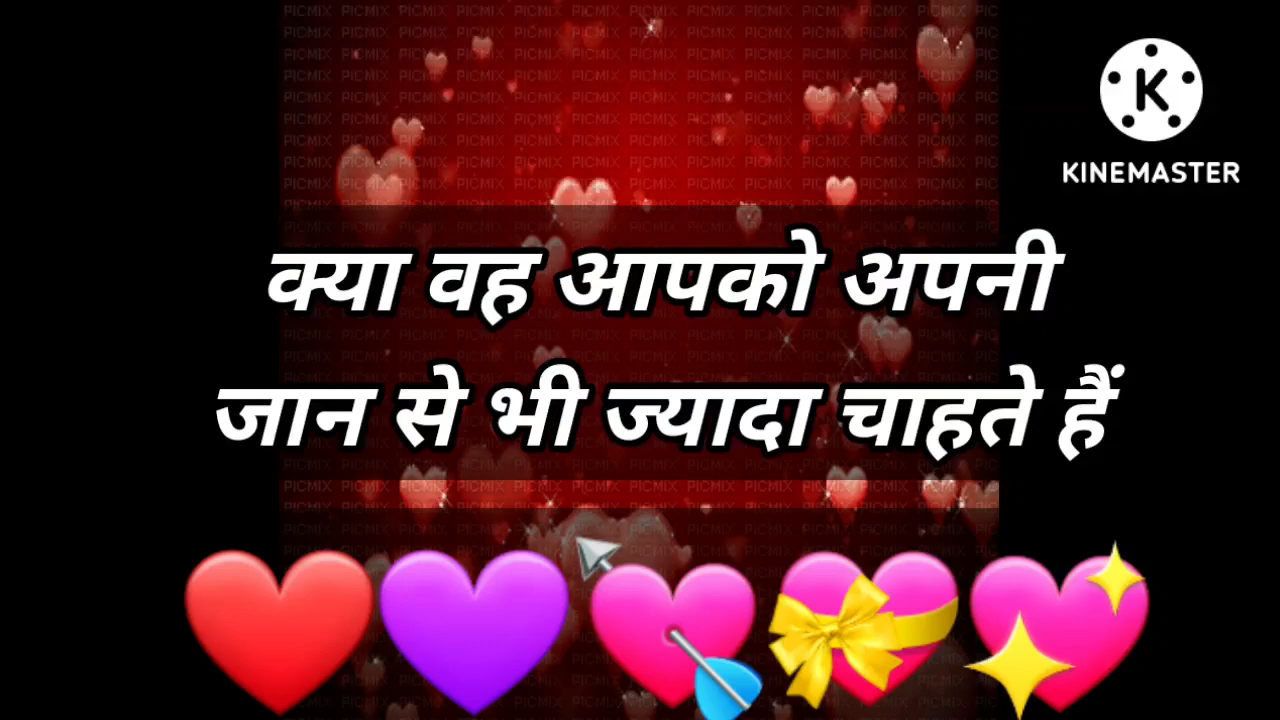 KINEMASTER
क्या वह आपको अपनी
जान से भी ज्यादा चाहते हैं